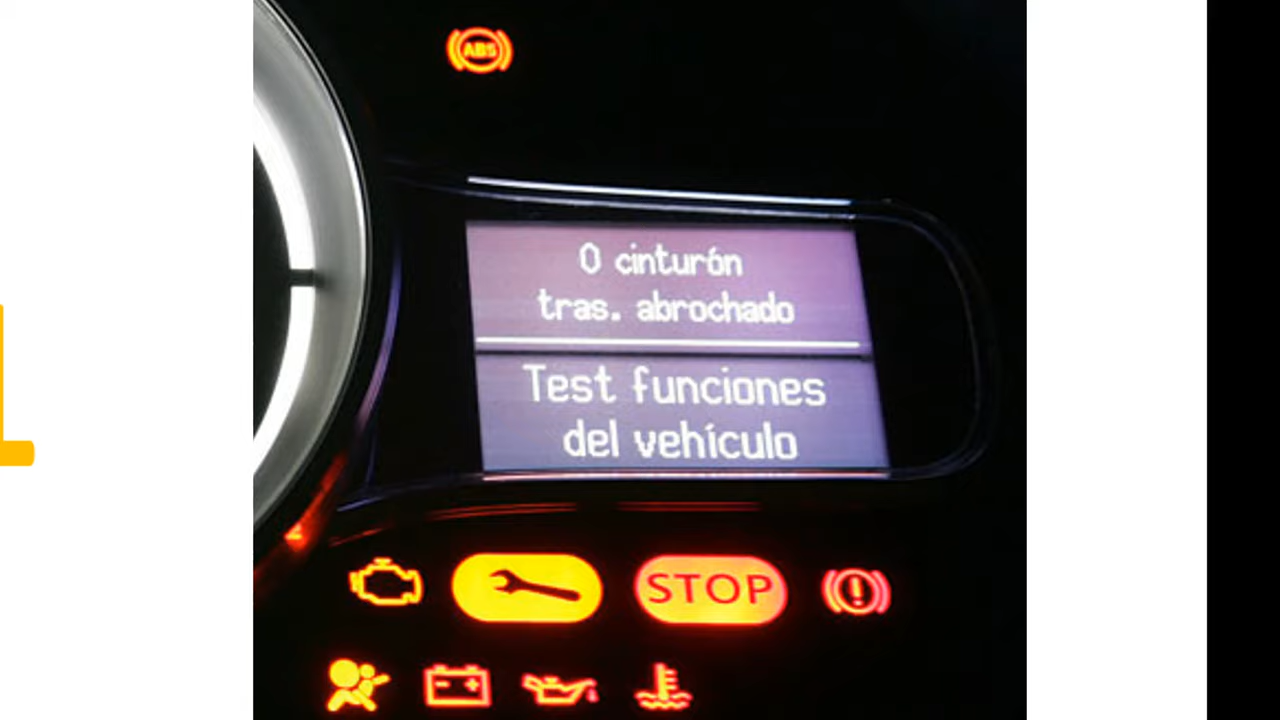 ABS
0 cinturón
tras. abrochado
Test funciones
del vehículo
STOP